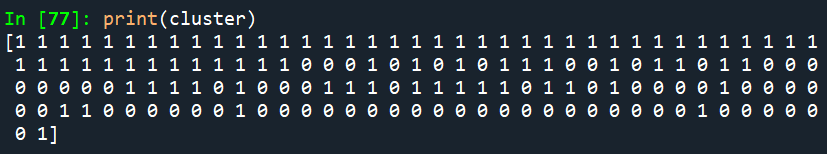 In [77]: print(cluster)
[1 1 1 1 1 1 1 1 1 1 1 1 1 1 1 1 1 1 1 1 1 1 1 1 1 1 1 1 1 1 1 1 1 1 1 1 1
1 1 1 1 1 1 1 1 1 1 1 1 1 0 0 0 1 0 1 0 1 0 1 1 1 0 0 1 0 1 1 0 1 1 0 0 0
0 0 0 0 0 1 1 1 1 0 1 0 0 0 1 1 1 0 1 1 1 1 1 0 1 1 0 1 0 0 0 0 1 0 0 0 0
0 0 1 1 0 0 0 0 0 0 1 0 0 0 0 0 0 0 0 0 0 0 0 0 0 0 0 0 0 0 0 1 0 0 0 0 0
0 1]